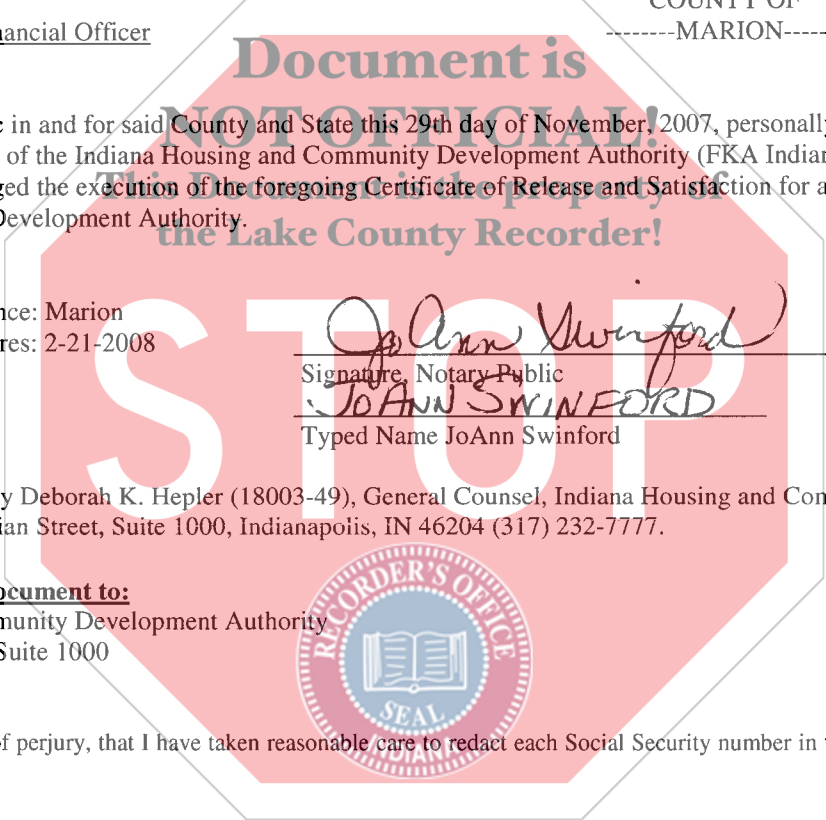 COUNTY OF
ancial Officer
--------MARION-----
Document is
NOT OFFICIAL!
in and for said County and State this 29th day of November, 2007, personally
of the Indiana Housing and Community Development Authority (FKA Indian
ged the execution of the foregoing Certificate of Release and Satisfaction for a
This Document is the property of
Development Authority.
the Lake County Recorder!
nce: Marion
res: 2-21-2008
STOP
JoAnn Swinford
Signature, Notary Public
JOANN SWINFORD
Typed Name JoAnn Swinford
y Deborah K. Hepler (18003-49), General Counsel, Indiana Housing and Com
ian Street, Suite 1000, Indianapolis, IN 46204 (317) 232-7777.
ocument to:
munity Development Authority
Suite 1000
RECORDER'S OFFICE
SEAL
INDIANA
of perjury, that I have taken reasonable care to redact each Social Security number in